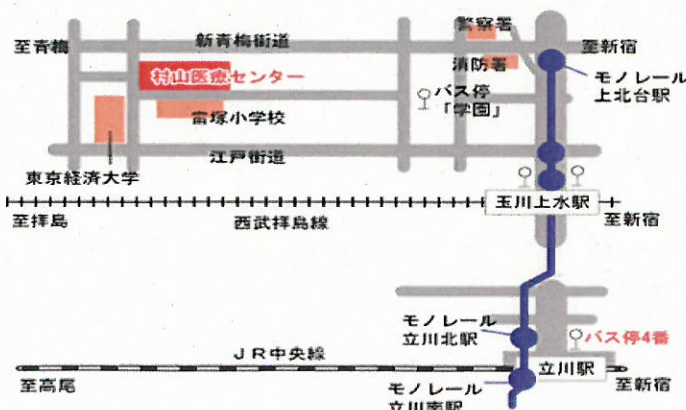 警察署
至青梅
新青梅街道
至新宿
村山医療センター
消防署
モノレール
上北台駅
バス停
「学園」
雷塚小学校
江戸街道
東京経済大学
玉川上水駅
至拝島
西武拝島線
至新宿
モノレール
立川北駅
バス停4番
JR中央線
立川駅
至高尾
モノレール
立川南駅
至新宿